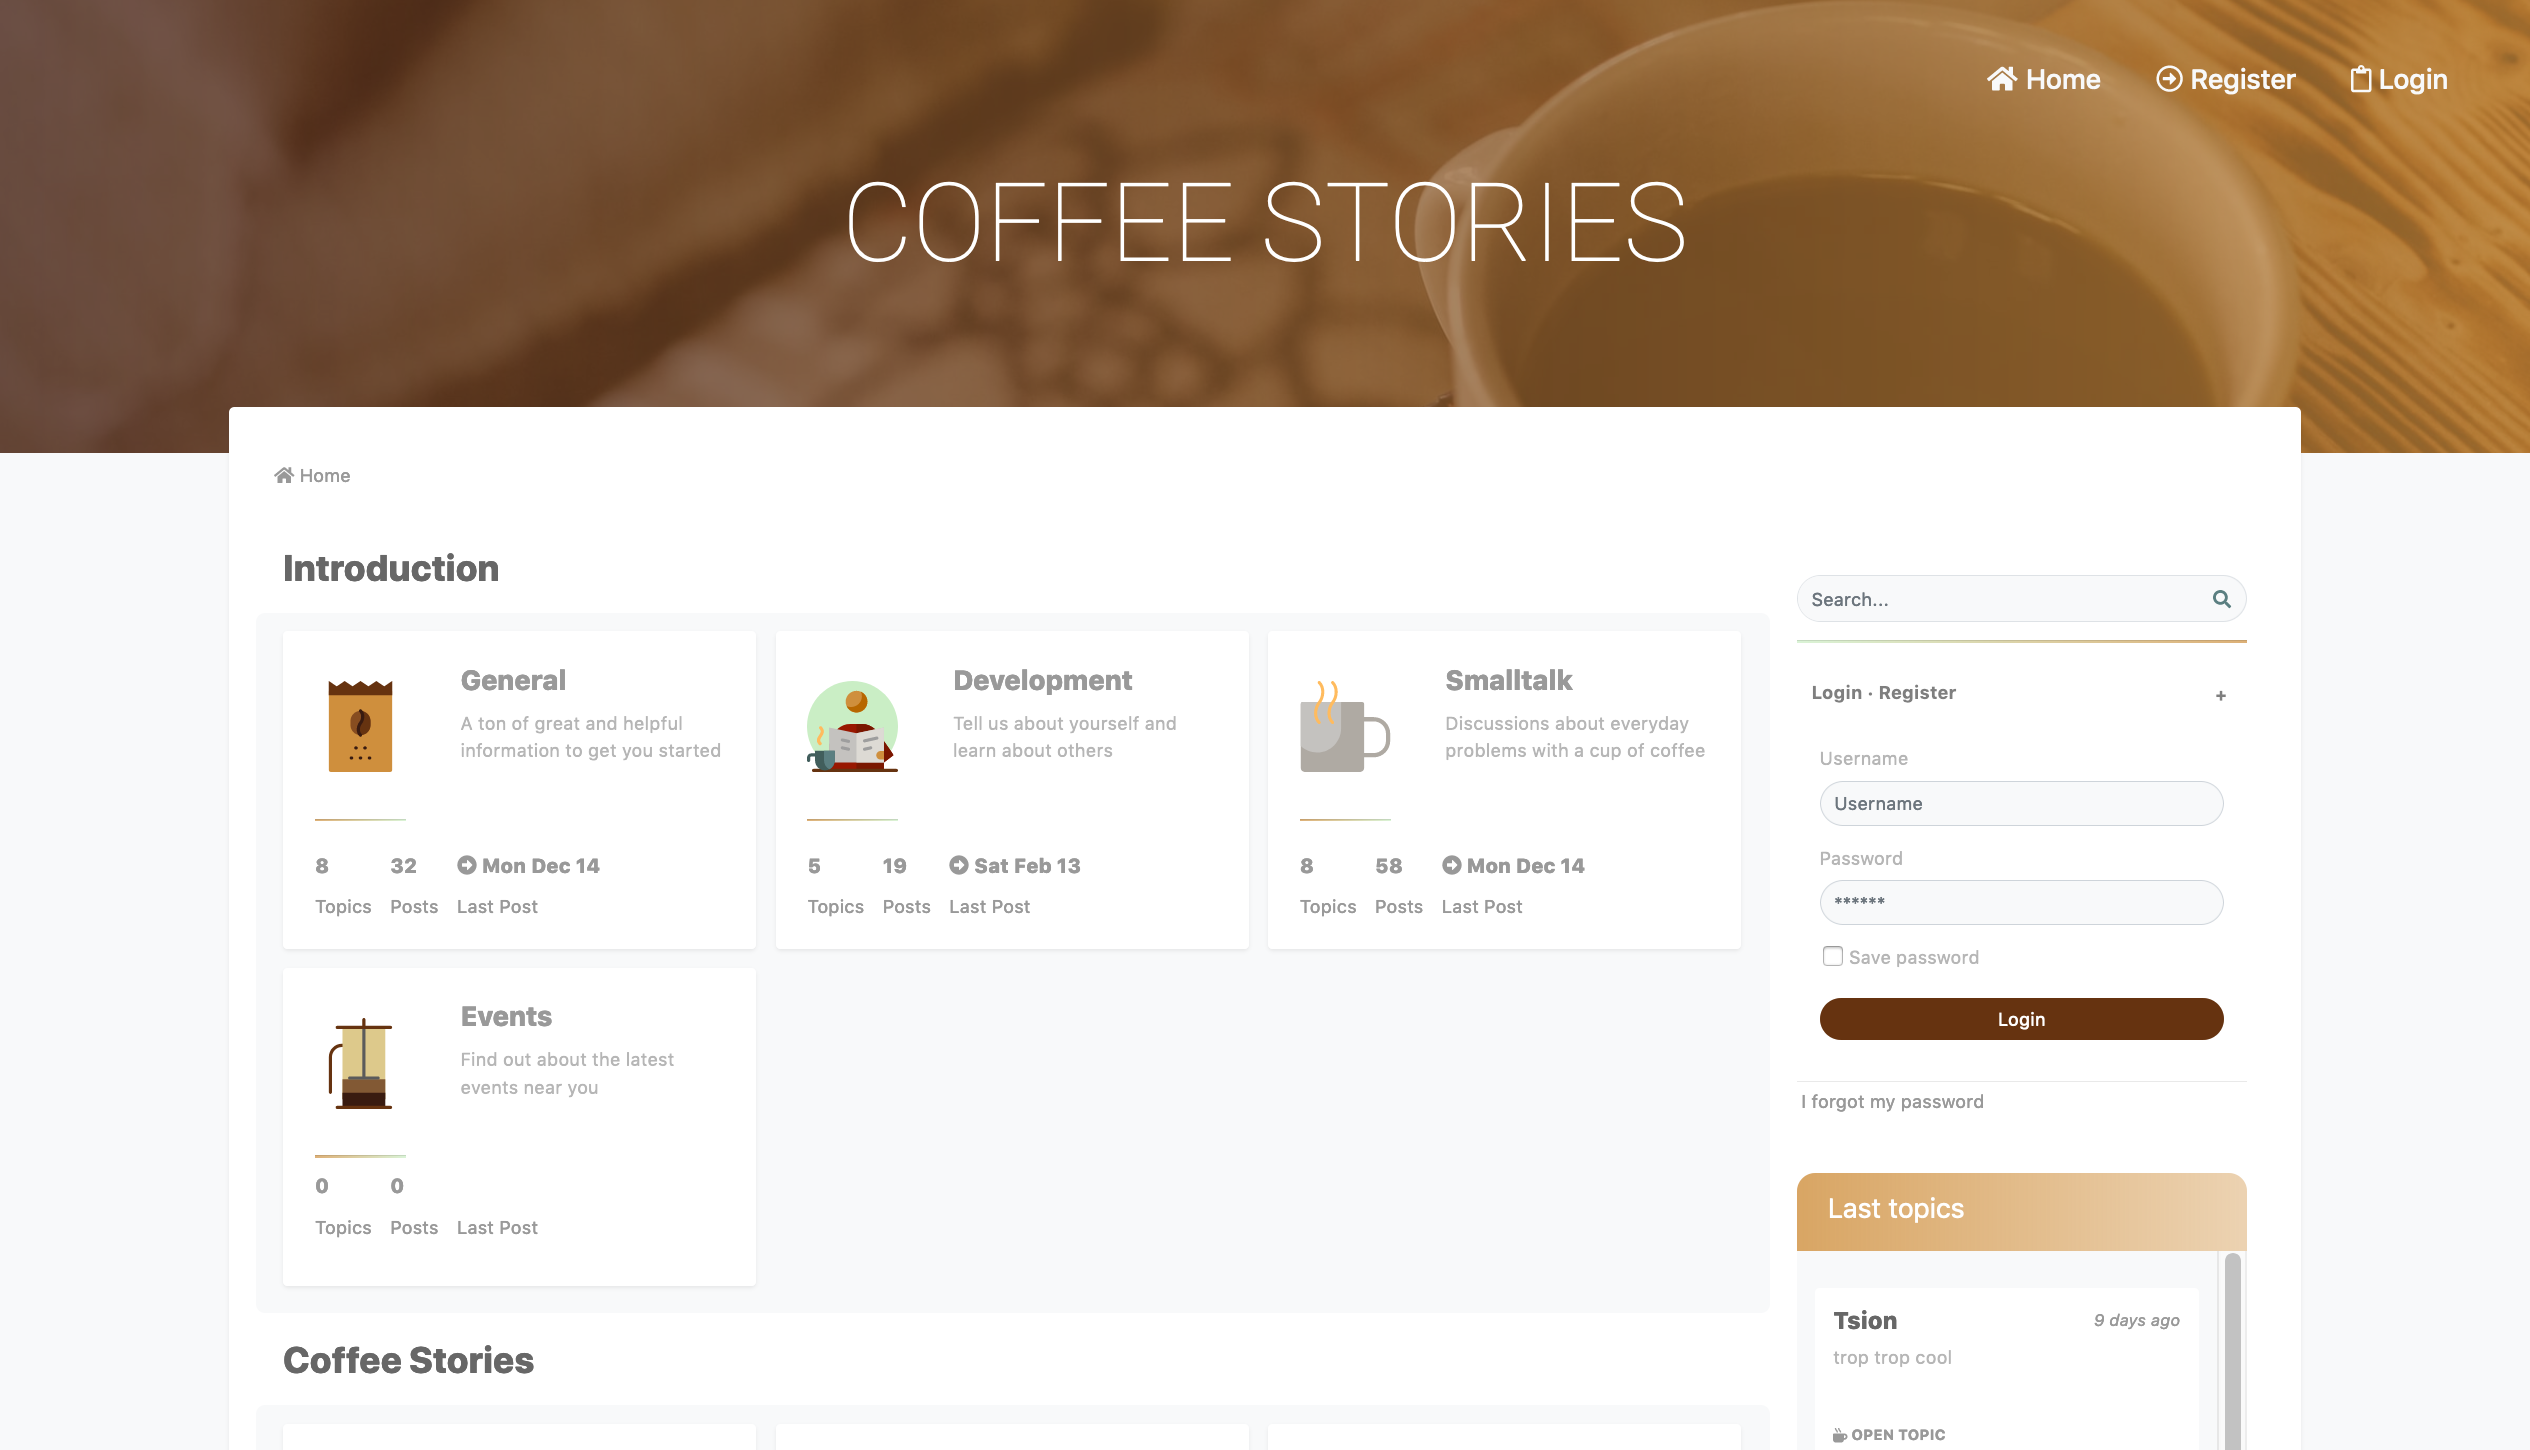 Home
Register
Login
COFFEE STORIES
Home
Introduction
General
A ton of great and helpful
information to get you started
8 32 Mon Dec 14
Topics Posts Last Post
Development
Tell us about yourself and
learn about others
5 19 Sat Feb 13
Topics Posts Last Post
Smalltalk
Discussions about everyday
problems with a cup of coffee
8 58 Mon Dec 14
Topics Posts Last Post
Events
Find out about the latest
events near you
0 0
Topics Posts Last Post
Coffee Stories
Search...
Login · Register +
Username
Username
Password
******
Save password
Login
I forgot my password
Last topics
Tsion 9 days ago
trop trop cool
OPEN TOPIC